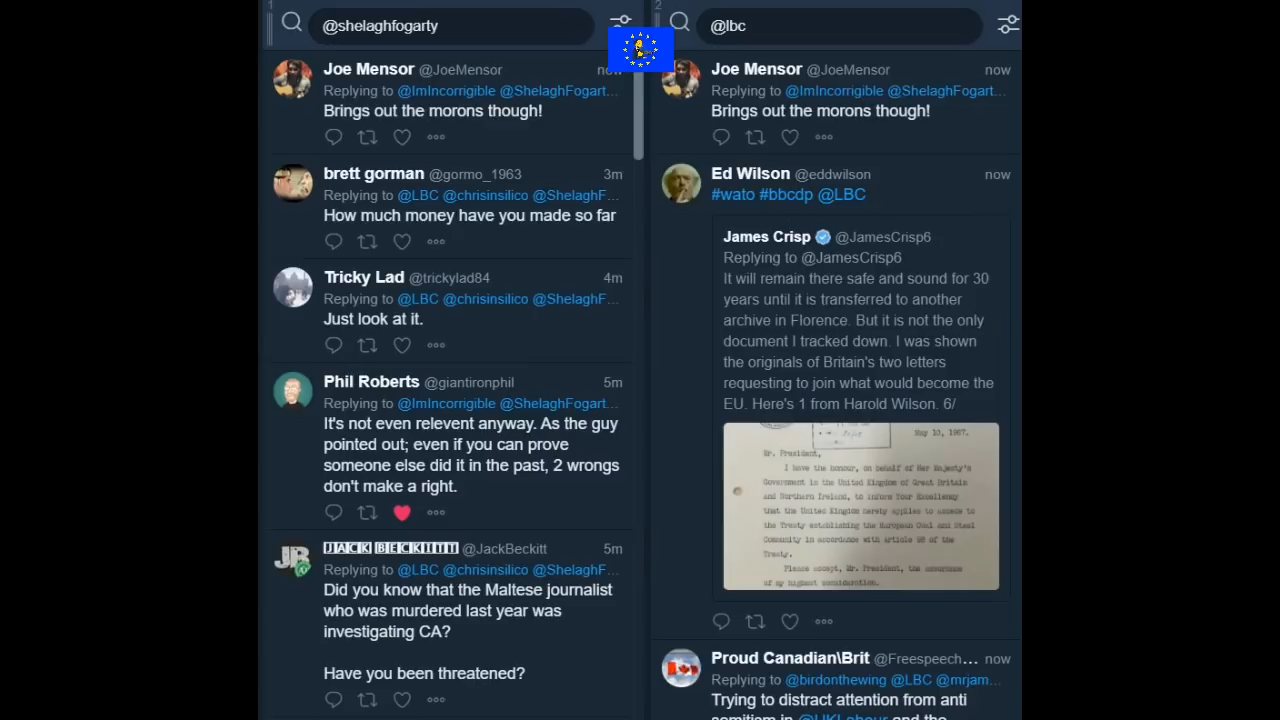 1
@shelaghfogarty
Joe Mensor @JoeMensor now
Replying to @ImIncorrigible @ShelaghFogart...
Brings out the morons though!
brett gorman @gormo_1963 3m
Replying to @LBC @chrisinsilico @ShelaghF...
How much money have you made so far
Tricky Lad @trickylad84 4m
Replying to @LBC @chrisinsilico @ShelaghF...
Just look at it.
Phil Roberts @giantironphil 5m
Replying to @ImIncorrigible @ShelaghFogart...
It's not even relevent anyway. As the guy
pointed out; even if you can prove
someone else did it in the past, 2 wrongs
don't make a right.
JR
JACK BECKITT @JackBeckitt 5m
Replying to @LBC @chrisinsilico @ShelaghF...
Did you know that the Maltese journalist
who was murdered last year was
investigating CA?
Have you been threatened?
2
@lbc
Joe Mensor @JoeMensor now
Replying to @ImIncorrigible @ShelaghFogart...
Brings out the morons though!
Ed Wilson @eddwilson now
#wato #bbcdp @LBC
James Crisp @JamesCrisp6
Replying to @JamesCrisp6
It will remain there safe and sound for 30
years until it is transferred to another
archive in Florence. But it is not the only
document I tracked down. I was shown
the originals of Britain's two letters
requesting to join what would become the
EU. Here's 1 from Harold Wilson. 6/
May 10, 1967.
Mr. President,
I have the honour, on behalf of Her Majesty's
Government in the United Kingdom of Great Britain
and Northern Ireland, to inform Your Excellency
that the United Kingdom hereby applies to accede to
the Treaty establishing the European Coal and Steel
Community in accordance with Article 98 of the
Treaty.
Please accept, Mr. President, the assurance
of my highest consideration.
Proud Canadian\Brit @Freespeech... now
Replying to @birdonthewing @LBC @mrjam...
Trying to distract attention from anti
semitism in @UKLabour and the